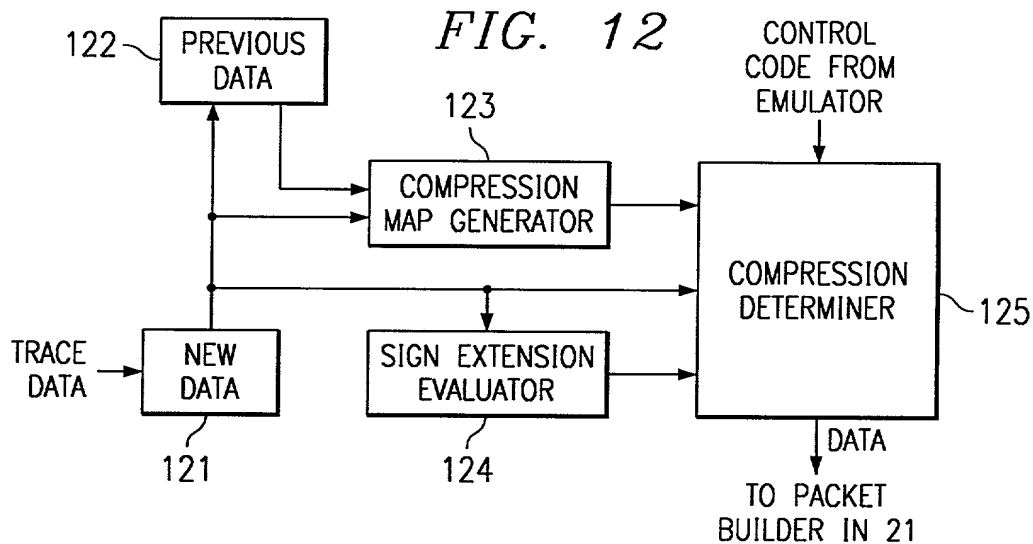 FIG. 12
122
PREVIOUS
DATA
CONTROL
CODE FROM
EMULATOR
123
COMPRESSION
MAP GENERATOR
COMPRESSION
DETERMINER
125
TRACE
DATA
NEW
DATA
121
SIGN EXTENSION
EVALUATOR
124
DATA
TO PACKET
BUILDER IN 21